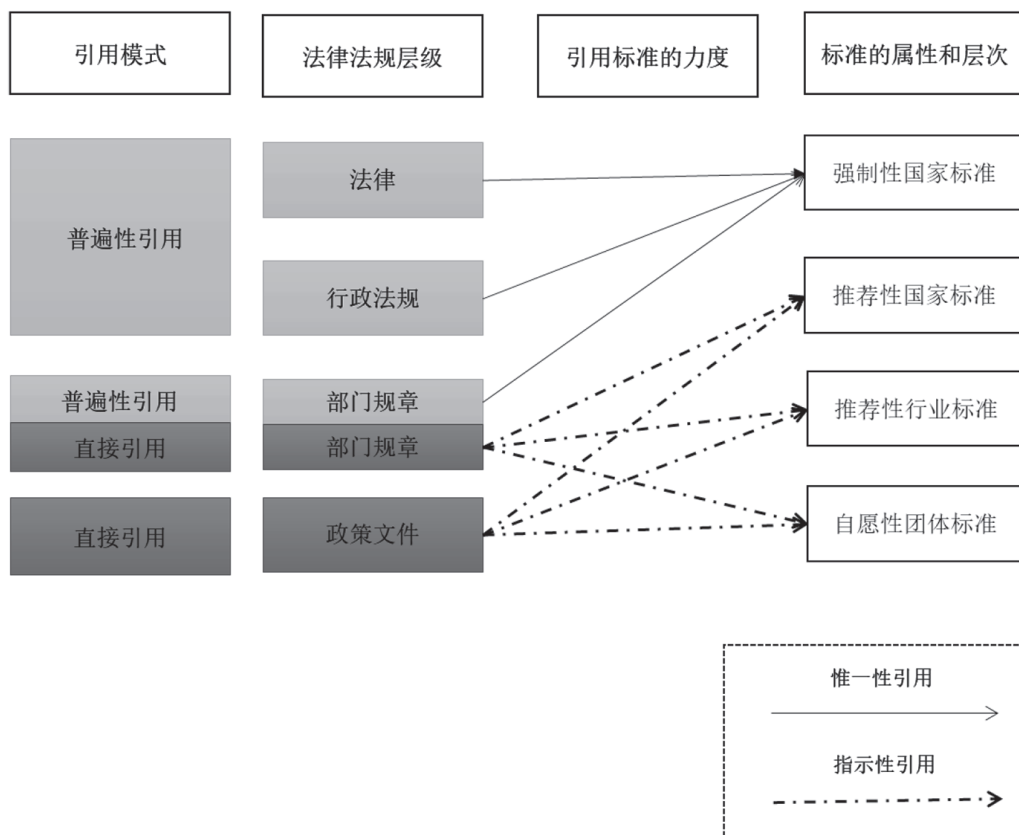 引用模式
法律法规层级
引用标准的力度
标准的属性和层次
普遍性引用
法律
强制性国家标准
行政法规
推荐性国家标准
普遍性引用
部门规章
推荐性行业标准
直接引用
部门规章
直接引用
政策文件
自愿性团体标准
惟一性引用
指示性引用